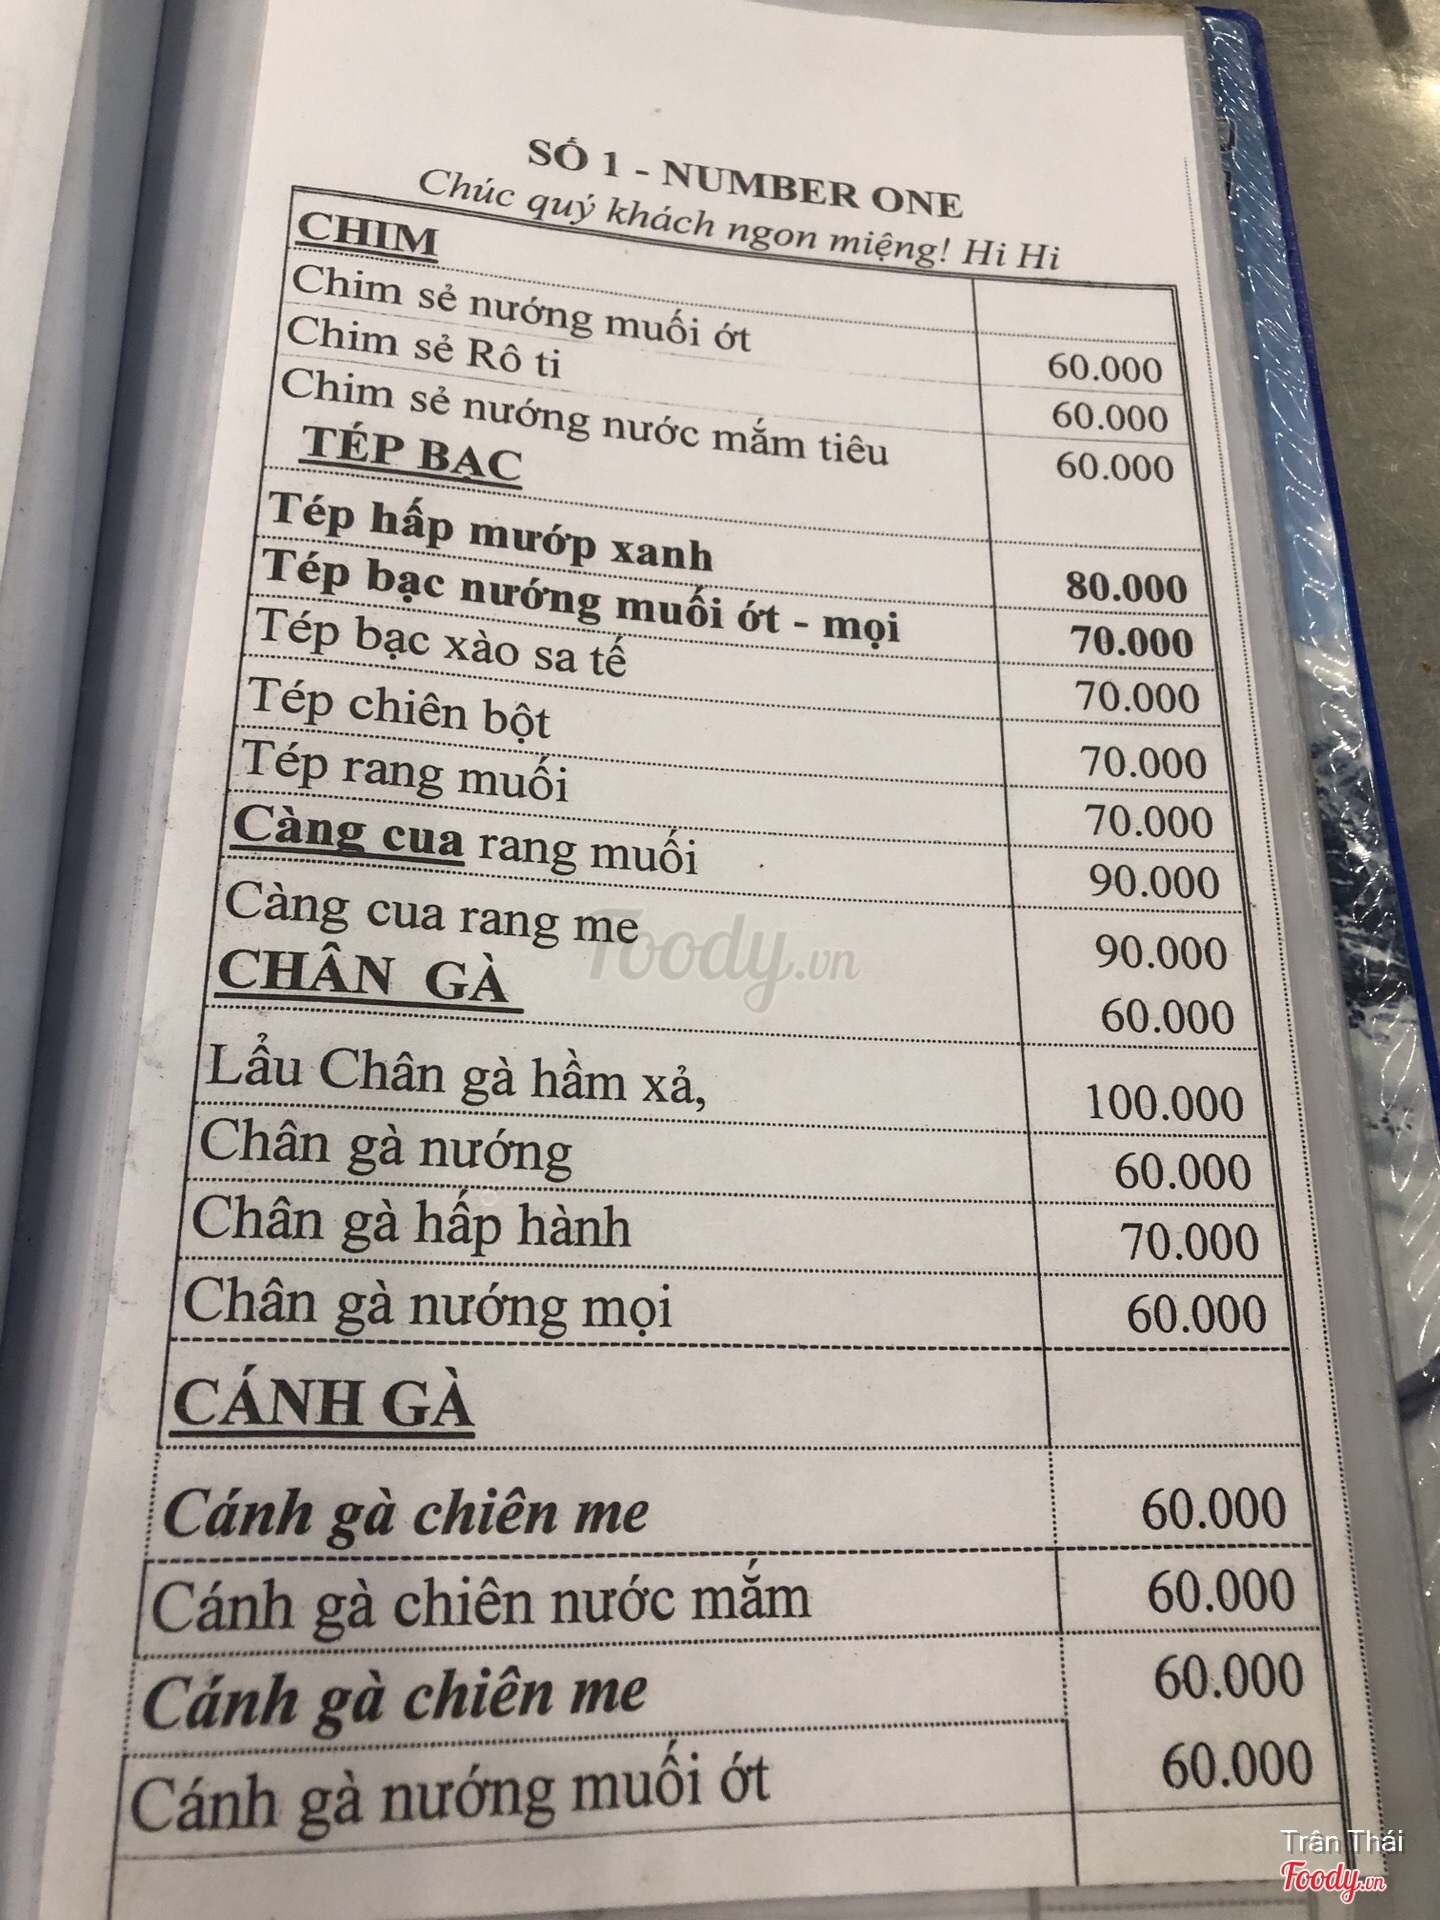 SỐ 1 - NUMBER ONE
Chúc quý khách ngon miệng! Hi Hi
CHIM
Chim sẻ nướng muối ớt 60.000
Chim sẻ Rô ti 60.000
Chim sẻ nướng nước mắm tiêu 60.000
TÉP BẠC
Tép hấp mướp xanh 80.000
Tép bạc nướng muối ớt - mọi 70.000
Tép bạc xào sa tế 70.000
Tép chiên bột 70.000
Tép rang muối 70.000
Càng cua rang muối 90.000
Càng cua rang me 90.000
CHÂN GÀ 60.000
Lẩu Chân gà hầm xả, 100.000
Chân gà nướng 60.000
Chân gà hấp hành 70.000
Chân gà nướng mọi 60.000
CÁNH GÀ
Cánh gà chiên me 60.000
Cánh gà chiên nước mắm 60.000
Cánh gà chiên me 60.000
Cánh gà nướng muối ớt 60.000
Foody.vn
Trân Thái
Foody.vn